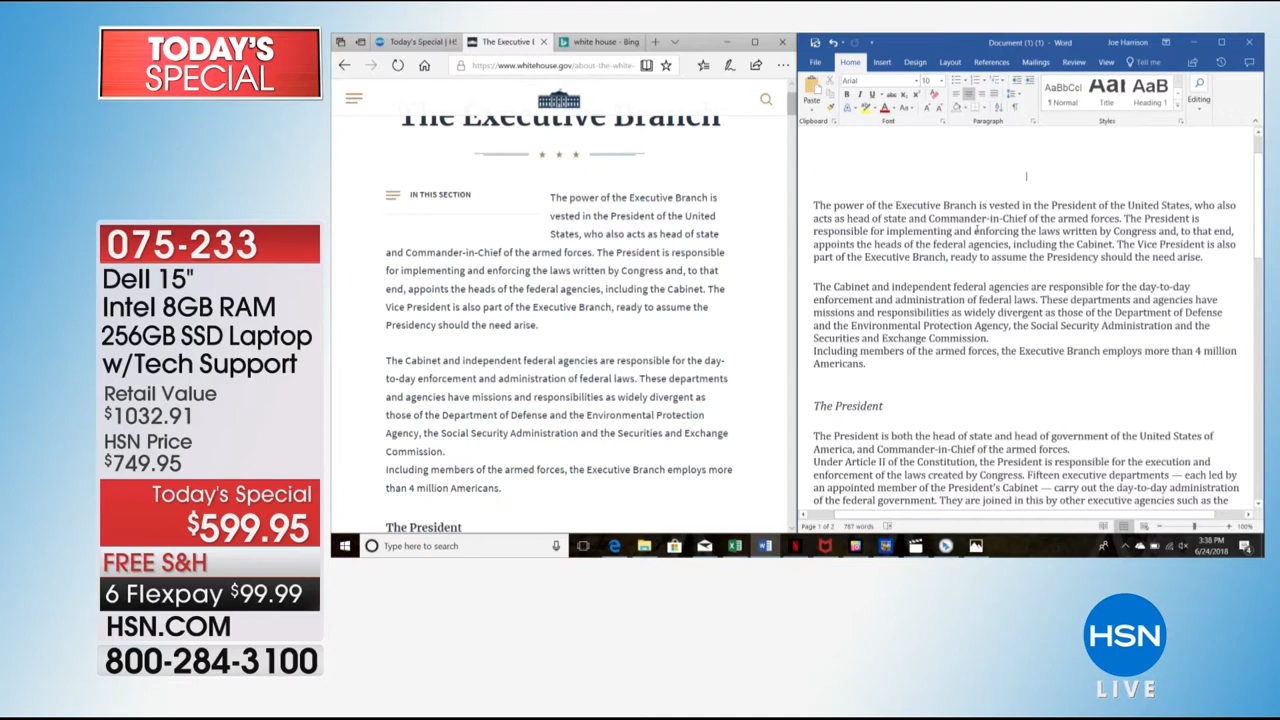 TODAY'S
SPECIAL
075-233
Dell 15"
Intel 8GB RAM
256GB SSD Laptop
w/Tech Support
Retail Value
$1032.91
HSN Price
$749.95
Today's Special
$599.95
FREE S&H
6 Flexpay $99.99
HSN.COM
800-284-3100
Today's Special | HS
The Executive B
white house - Bing
https://www.whitehouse.gov/about-the-white-
The Executive Branch
IN THIS SECTION
The power of the Executive Branch is
vested in the President of the United
States, who also acts as head of state
and Commander-in-Chief of the armed forces. The President is responsible
for implementing and enforcing the laws written by Congress and, to that
end, appoints the heads of the federal agencies, including the Cabinet. The
Vice President is also part of the Executive Branch, ready to assume the
Presidency should the need arise.
The Cabinet and independent federal agencies are responsible for the day-
to-day enforcement and administration of federal laws. These departments
and agencies have missions and responsibilities as widely divergent as
those of the Department of Defense and the Environmental Protection
Agency, the Social Security Administration and the Securities and Exchange
Commission.
Including members of the armed forces, the Executive Branch employs more
than 4 million Americans.
The President
Document (1) (1) - Word
Joe Harrison
File Home Insert Design Layout References Mailings Review View Tell me
Arial 10
Paste
B I U abc X₂ X²
A Aa A A
AaBbCcI AaBl AaB
1 Normal Title Heading 1
Editing
Clipboard Font Paragraph Styles
The power of the Executive Branch is vested in the President of the United States, who also
acts as head of state and Commander-in-Chief of the armed forces. The President is
responsible for implementing and enforcing the laws written by Congress and, to that end,
appoints the heads of the federal agencies, including the Cabinet. The Vice President is also
part of the Executive Branch, ready to assume the Presidency should the need arise.
The Cabinet and independent federal agencies are responsible for the day-to-day
enforcement and administration of federal laws. These departments and agencies have
missions and responsibilities as widely divergent as those of the Department of Defense
and the Environmental Protection Agency, the Social Security Administration and the
Securities and Exchange Commission.
Including members of the armed forces, the Executive Branch employs more than 4 million
Americans.
The President
The President is both the head of state and head of government of the United States of
America, and Commander-in-Chief of the armed forces.
Under Article II of the Constitution, the President is responsible for the execution and
enforcement of the laws created by Congress. Fifteen executive departments — each led by
an appointed member of the President's Cabinet — carry out the day-to-day administration
of the federal government. They are joined in this by other executive agencies such as the
Page 1 of 2 767 words
100%
Type here to search
3:38 PM
6/24/2018
HSN
LIVE